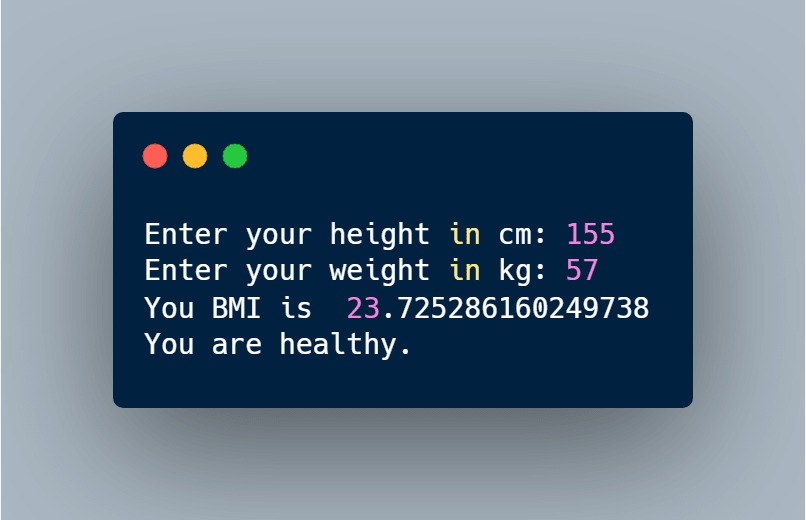 Enter your height in cm: 155
Enter your weight in kg: 57
You BMI is  23.725286160249738
You are healthy.